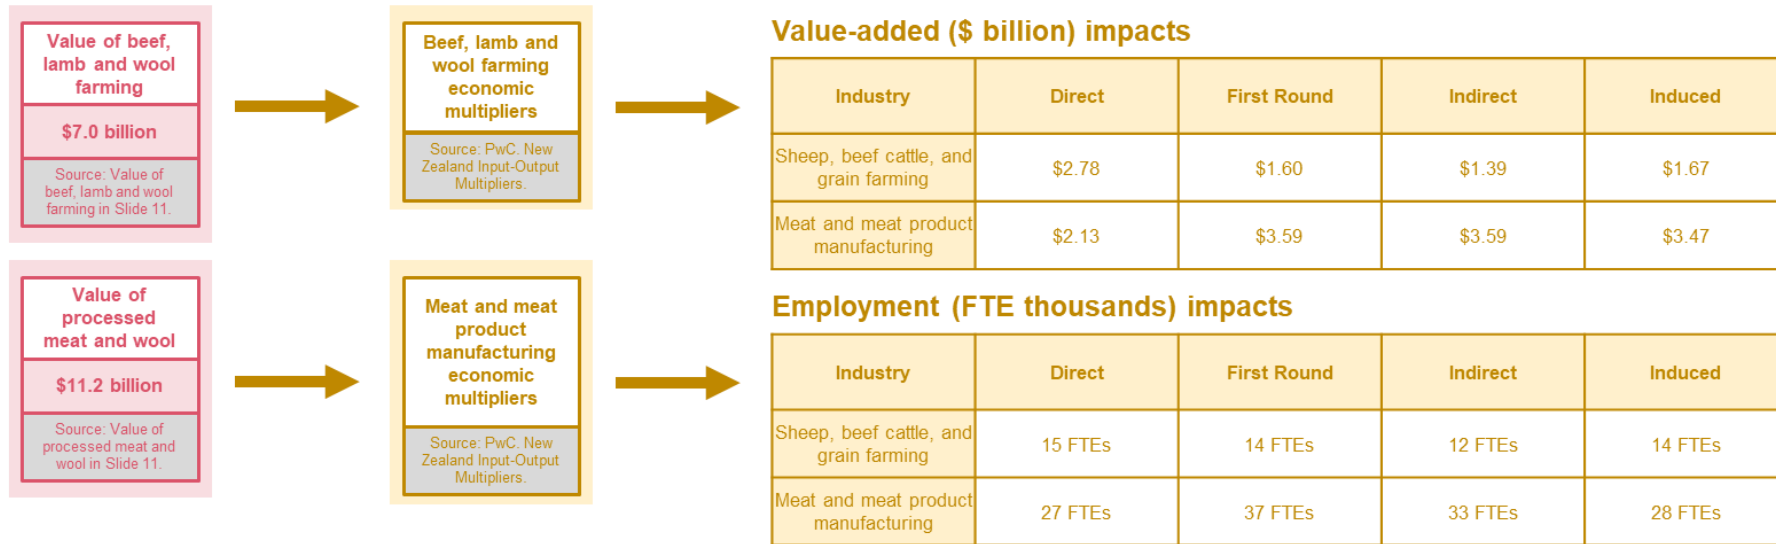 Value of beef,
lamb and wool
farming
$7.0 billion
Source: Value of
beef, lamb and wool
farming in Slide 11.
Beef, lamb and
wool farming
economic
multipliers
Source: PwC. New
Zealand Input-Output
Multipliers.
Value of
processed
meat and wool
$11.2 billion
Source: Value of
processed meat and
wool in Slide 11.
Meat and meat
product
manufacturing
economic
multipliers
Source: PwC. New
Zealand Input-Output
Multipliers.
Value-added ($ billion) impacts
Industry Direct First Round Indirect Induced
Sheep, beef cattle, and
grain farming $2.78 $1.60 $1.39 $1.67
Meat and meat product
manufacturing $2.13 $3.59 $3.59 $3.47
Employment (FTE thousands) impacts
Industry Direct First Round Indirect Induced
Sheep, beef cattle, and
grain farming 15 FTEs 14 FTEs 12 FTEs 14 FTEs
Meat and meat product
manufacturing 27 FTEs 37 FTEs 33 FTEs 28 FTEs